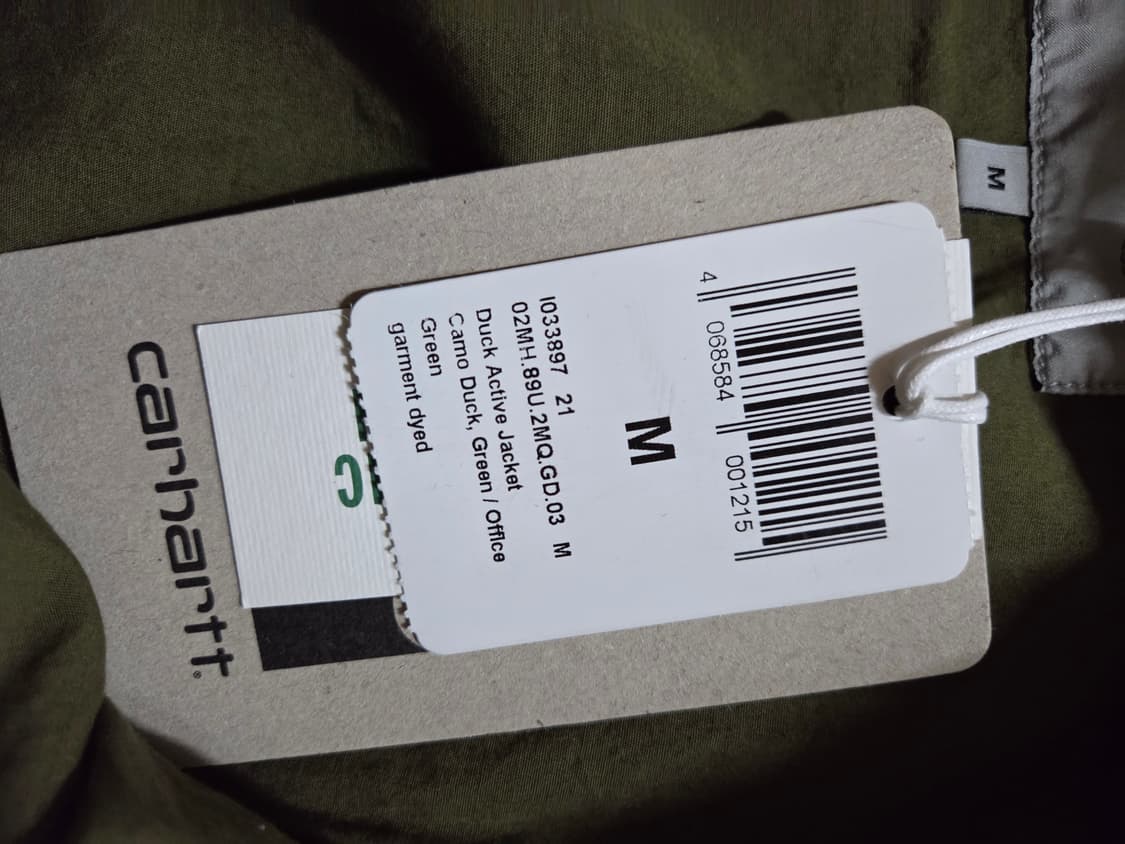 M
4 068584 001215
M
I033897 21
02MH.89U.2MQ.GD.03 M
Duck Active Jacket
Camo Duck, Green / Office
Green
garment dyed
C
carhartt®